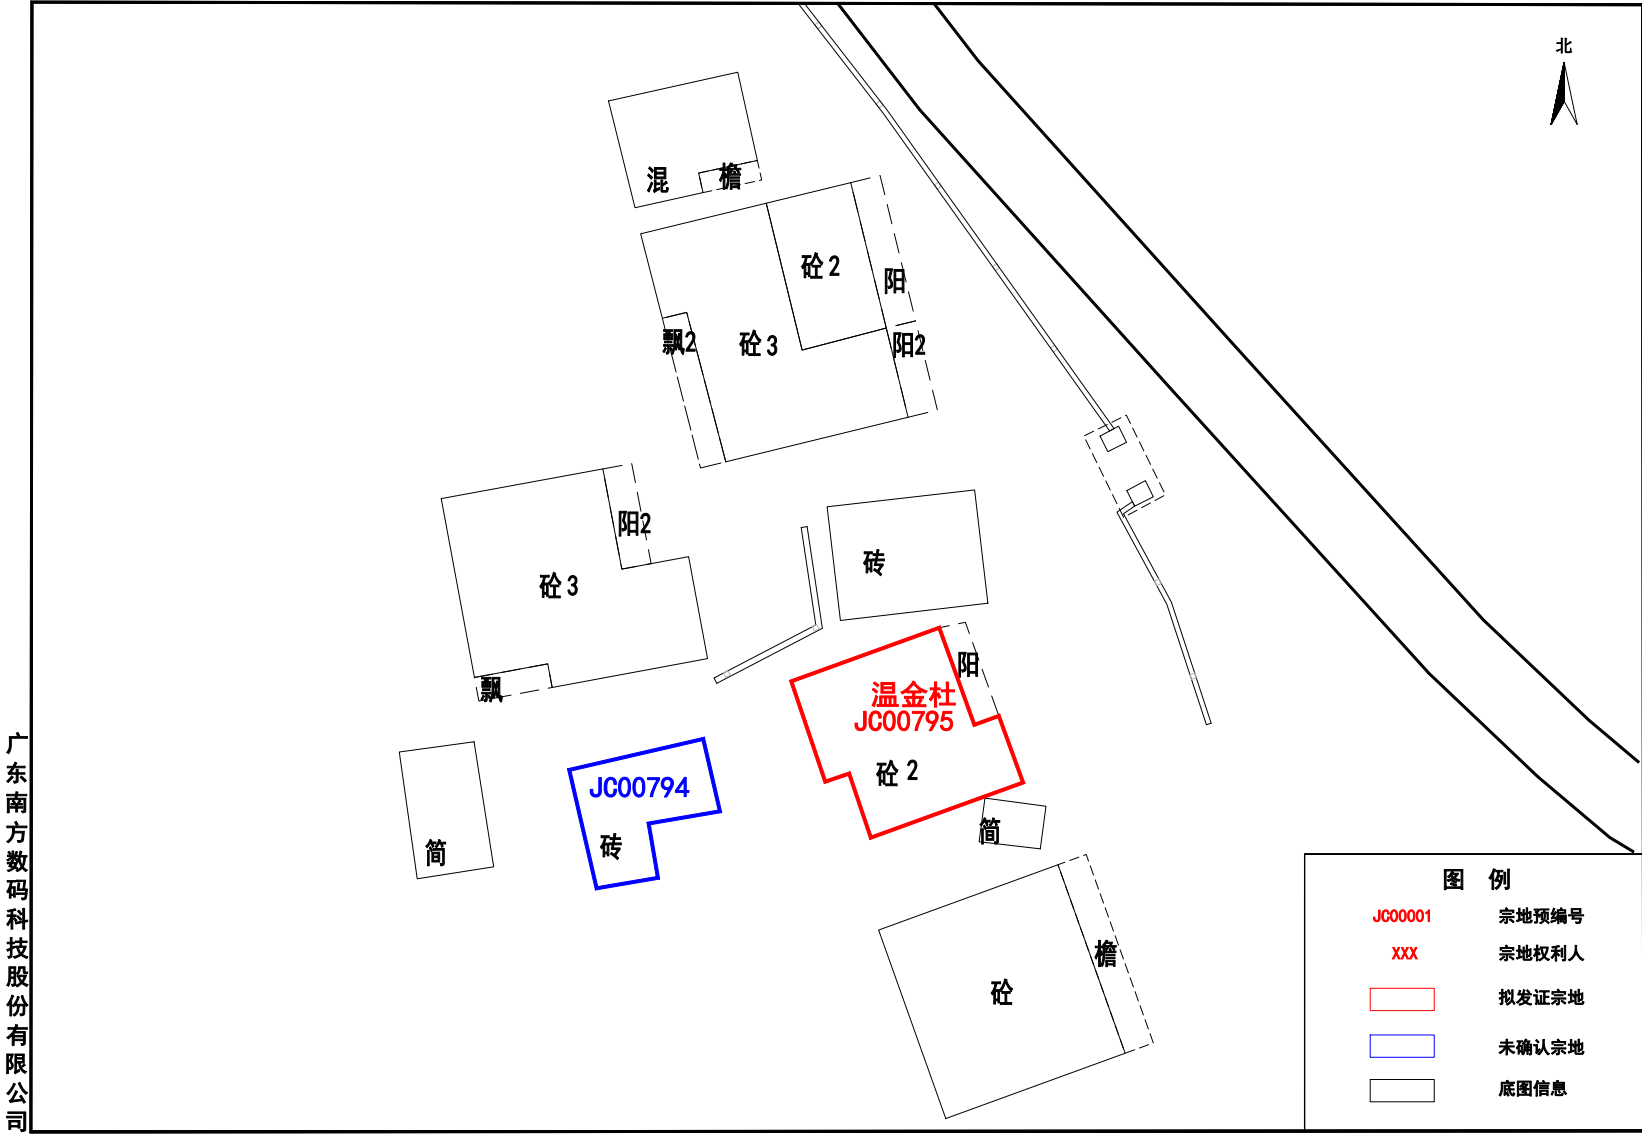 北
混
檐
砼2
阳
飘2
砼3
阳2
阳2
砖
砼3
阳
飘
温金杜
JC00795
砼2
JC00794
砖
简
简
檐
砼
图 例
JC00001 宗地预编号
XXX 宗地权利人
拟发证宗地
未确认宗地
底图信息
广东南方数码科技股份有限公司